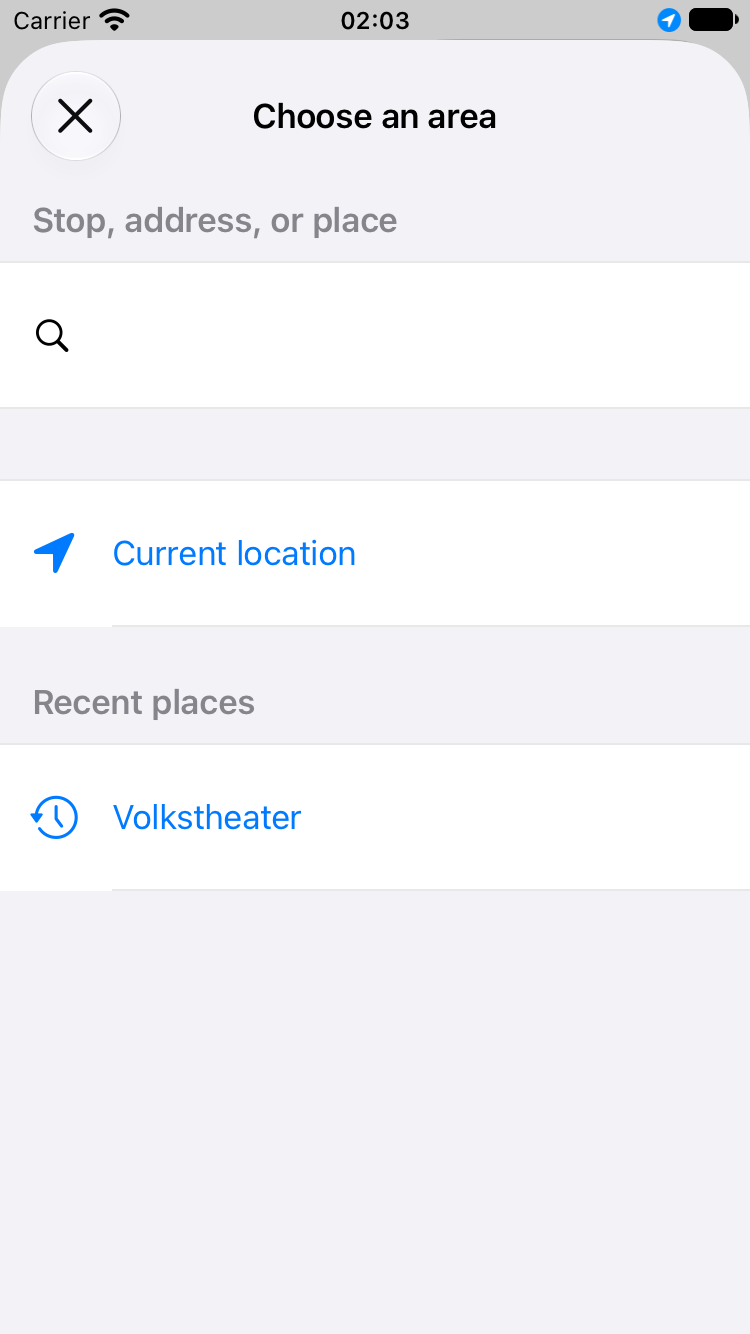 Carrier 02:03
Choose an area
Stop, address, or place
Current location
Recent places
Volkstheater